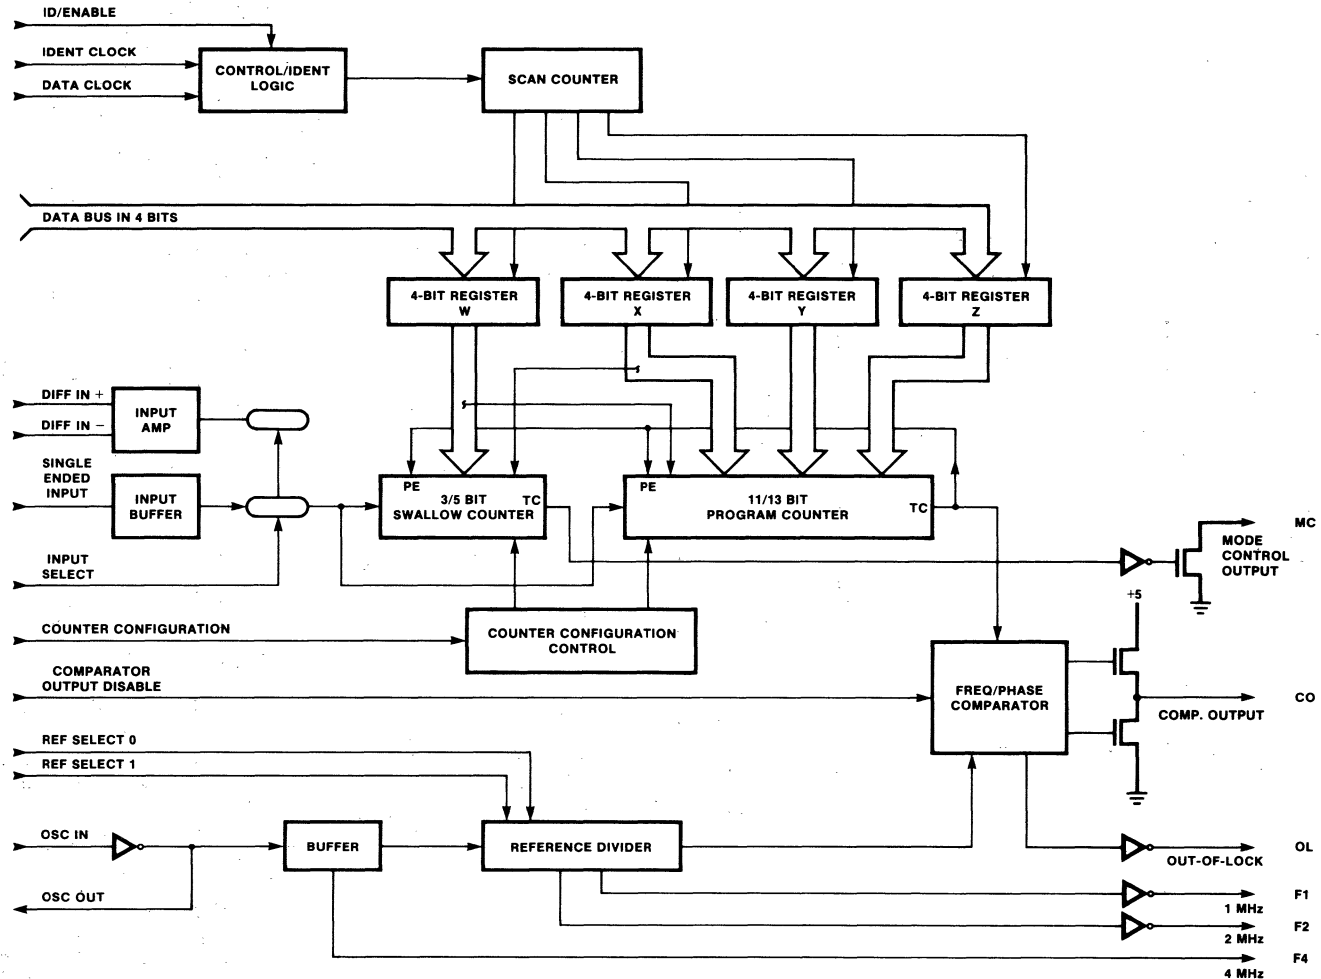 ID/ENABLE
IDENT CLOCK
DATA CLOCK
CONTROL/IDENT
LOGIC
SCAN COUNTER
DATA BUS IN 4 BITS
4-BIT REGISTER
W
4-BIT REGISTER
X
4-BIT REGISTER
Y
4-BIT REGISTER
Z
DIFF IN +
DIFF IN −
INPUT
AMP
SINGLE
ENDED
INPUT
INPUT
BUFFER
INPUT
SELECT
PE
3/5 BIT
TC
SWALLOW COUNTER
PE
11/13 BIT
PROGRAM COUNTER
TC
MC
MODE
CONTROL
OUTPUT
+5
COUNTER CONFIGURATION
COUNTER CONFIGURATION
CONTROL
COMPARATOR
OUTPUT DISABLE
FREQ/PHASE
COMPARATOR
CO
COMP. OUTPUT
REF SELECT 0
REF SELECT 1
OSC IN
BUFFER
REFERENCE DIVIDER
OL
OUT-OF-LOCK
OSC OUT
F1
1 MHz
F2
2 MHz
F4
4 MHz